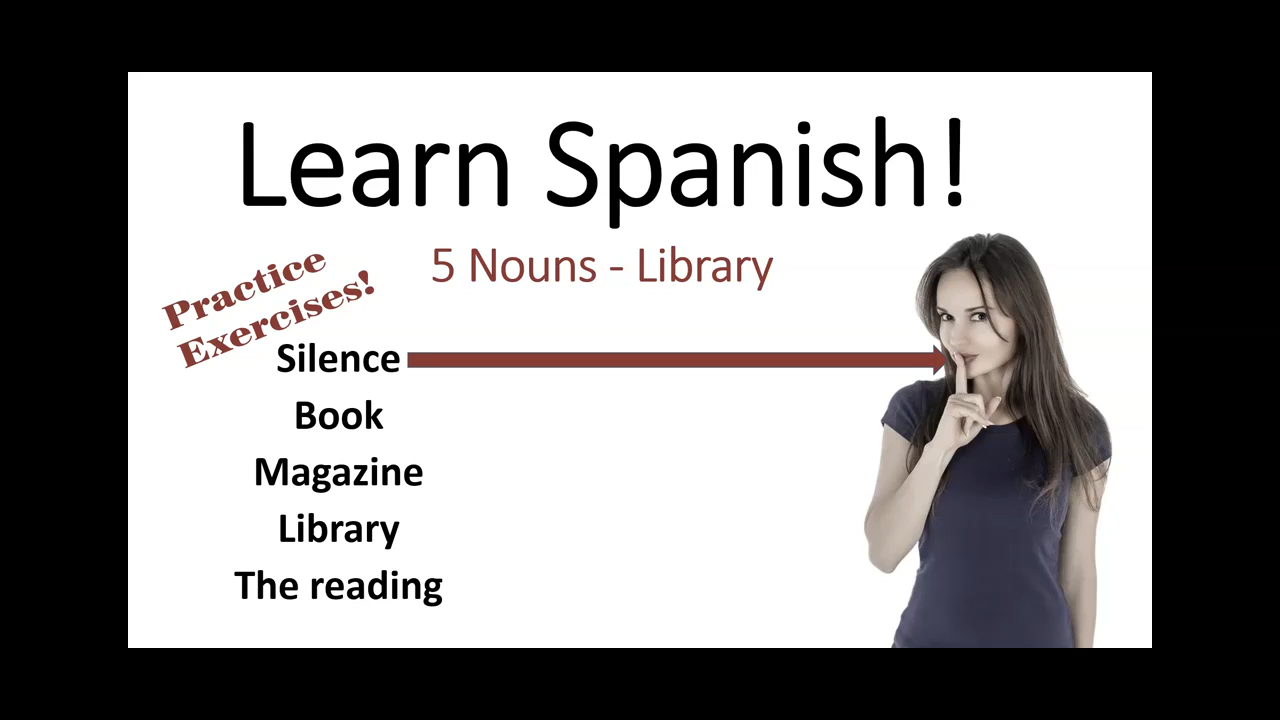 Learn Spanish!
5 Nouns - Library
Practice
Exercises!
Silence
Book
Magazine
Library
The reading